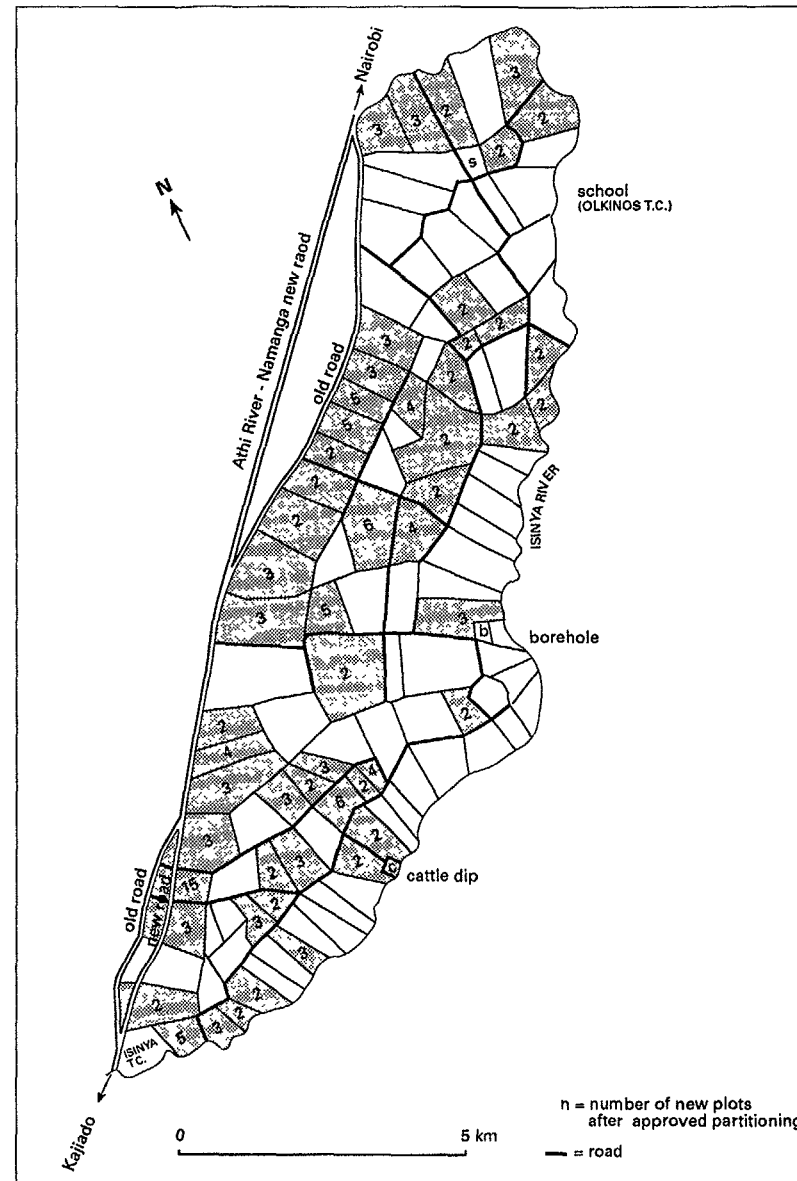 Nairobi
3
3 3 2 2
s 2
N
school
(OLKINOS T.C.)
Athi River - Namanga new raod
old road
2
2
3 2 2
3 2
5 4 2
5 2 2
2
2 2
ISINYA RIVER
2 6 4
3
3 5 3
b borehole
2
2
2
4
3 4
3 2 2
3 6
3 2
2 3 2
c cattle dip
15
old road
new road
2
3 3
3
2 2
5 3 2
ISINYA
T.C.
Kajiado
n = number of new plots
after approved partitioning
0 5 km
= road